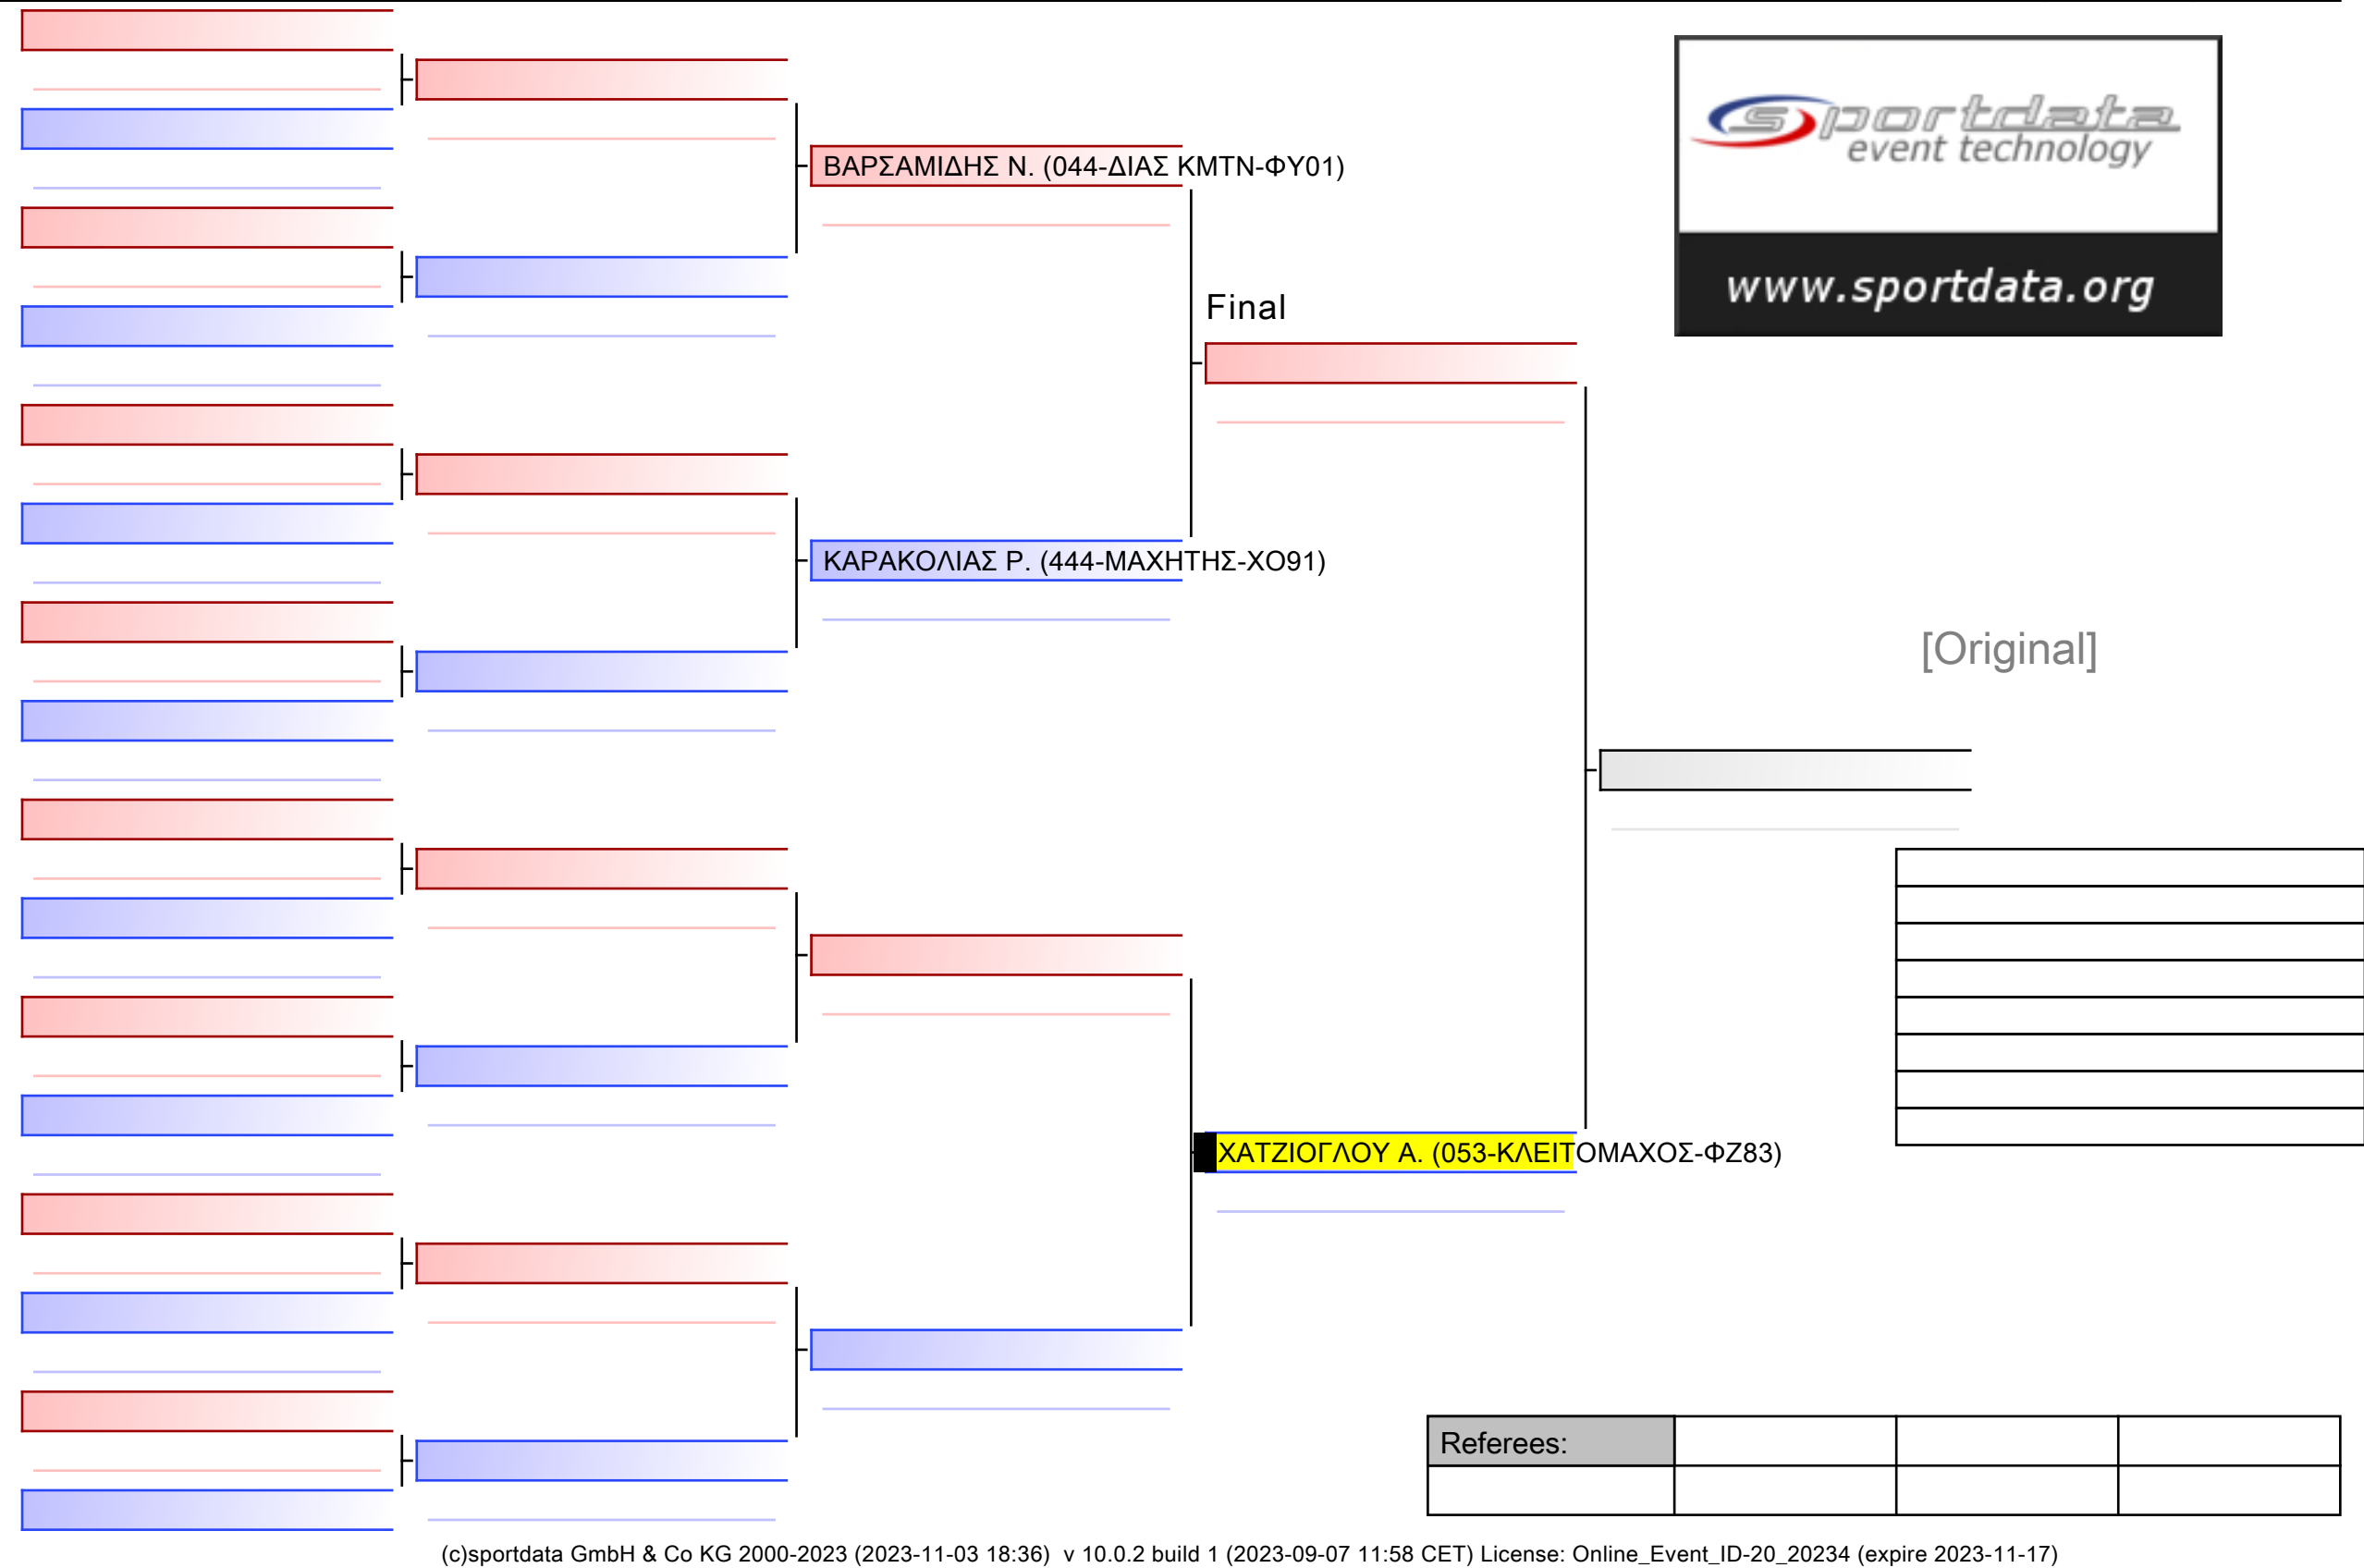 sportdata
event technology
www.sportdata.org
ΒΑΡΣΑΜΙΔΗΣ Ν. (044-ΔΙΑΣ ΚΜΤΝ-ΦΥ01)
Final
ΚΑΡΑΚΟΛΙΑΣ Ρ. (444-ΜΑΧΗΤΗΣ-ΧΟ91)
[Original]
ΧΑΤΖΙΟΓΛΟΥ Α. (053-ΚΛΕΙΤΟΜΑΧΟΣ-ΦΖ83)
Referees:
(c)sportdata GmbH & Co KG 2000-2023 (2023-11-03 18:36) v 10.0.2 build 1 (2023-09-07 11:58 CET) License: Online_Event_ID-20_20234 (expire 2023-11-17)